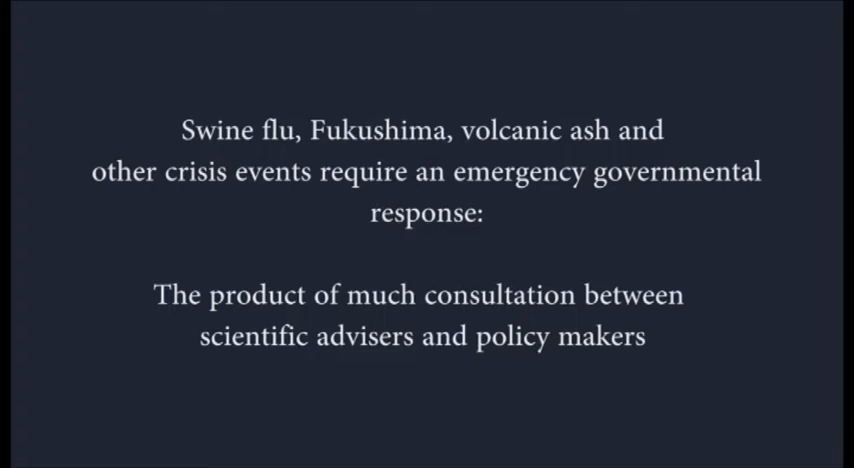 Swine flu, Fukushima, volcanic ash and
other crisis events require an emergency governmental
response:
The product of much consultation between
scientific advisers and policy makers